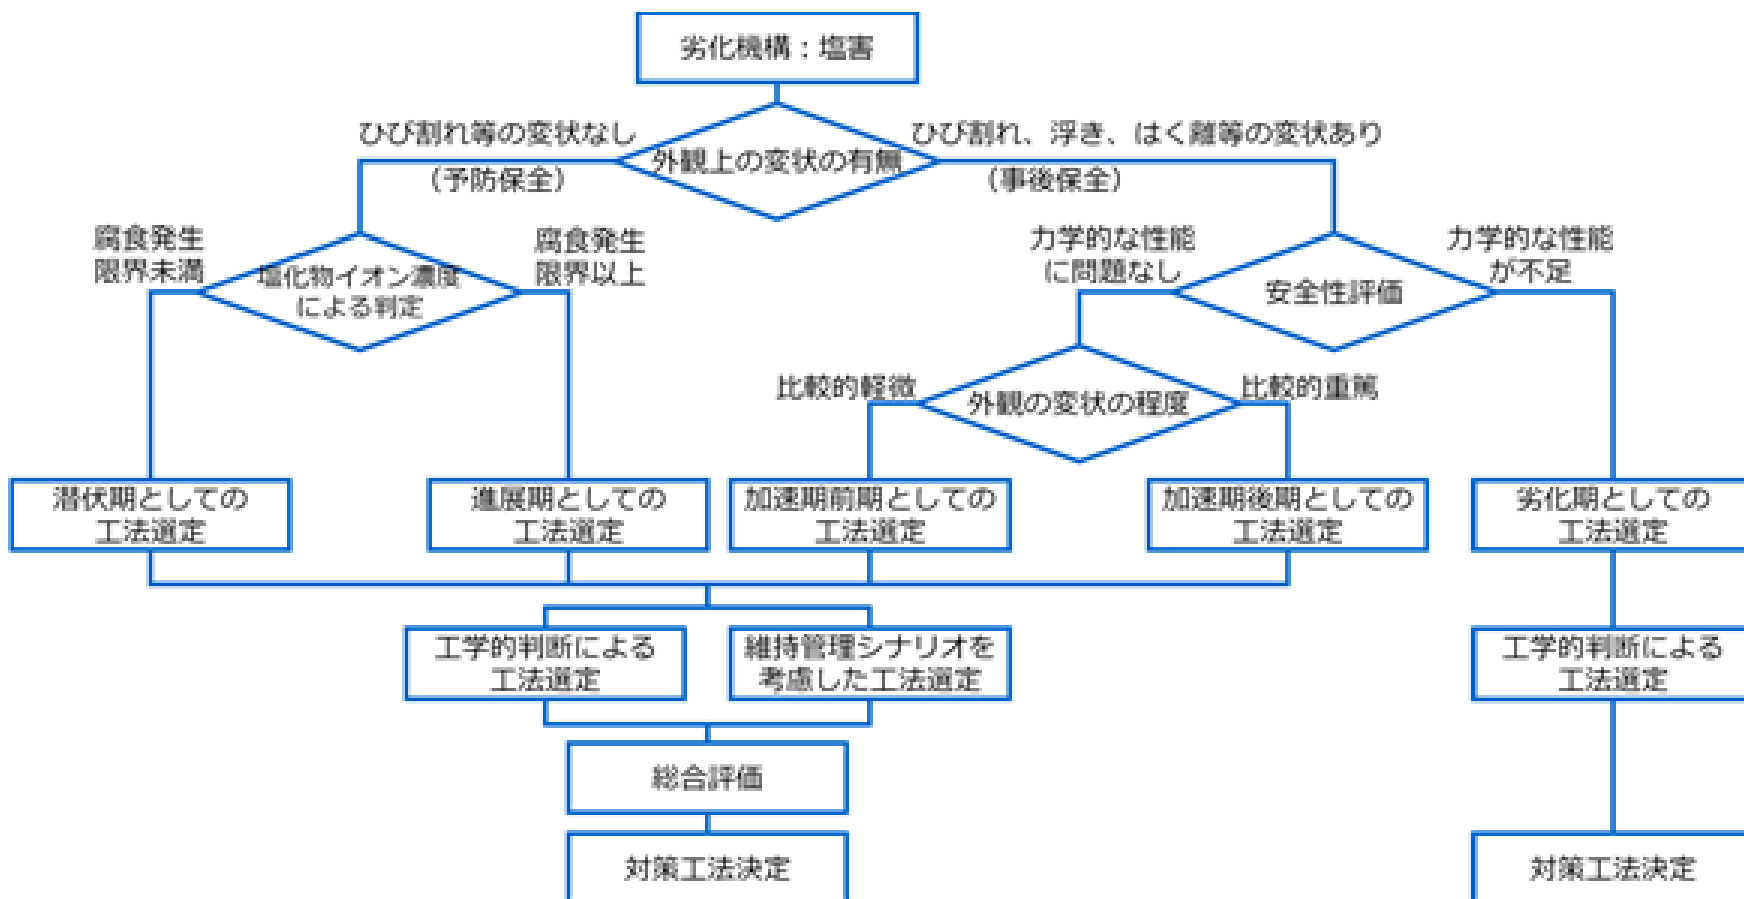 劣化機構：塩害
ひび割れ等の変状なし
(予防保全)
外観上の変状の有無
ひび割れ、浮き、はく離等の変状あり
(事後保全)
腐食発生
限界未満
塩化物イオン濃度
による判定
腐食発生
限界以上
力学的な性能
に問題なし
安全性評価
力学的な性能
が不足
比較的軽微
外観の変状の程度
比較的重篤
潜伏期としての
工法選定
進展期としての
工法選定
加速期前期としての
工法選定
加速期後期としての
工法選定
劣化期としての
工法選定
工学的判断による
工法選定
維持管理シナリオを
考慮した工法選定
工学的判断による
工法選定
総合評価
対策工法決定
対策工法決定